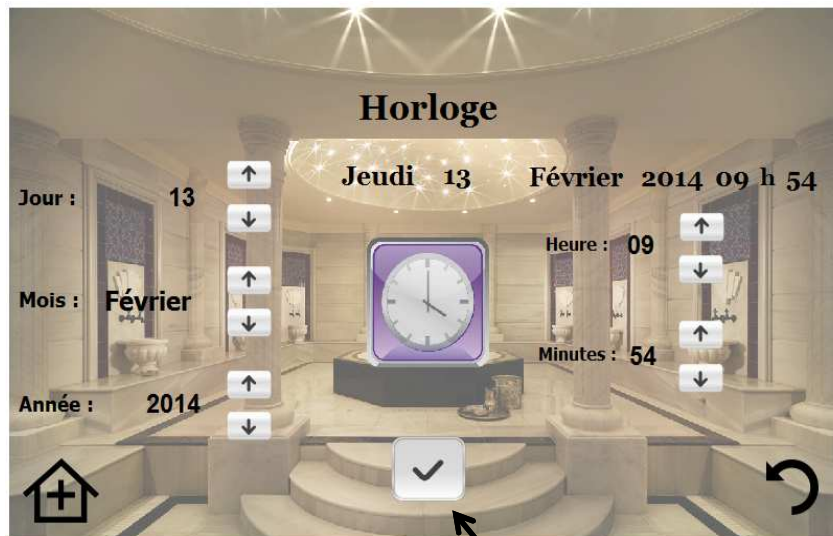 Horloge
Jeudi 13 Février 2014 09 h 54
Jour : 13
Heure : 09
Mois : Février
Minutes : 54
Année : 2014